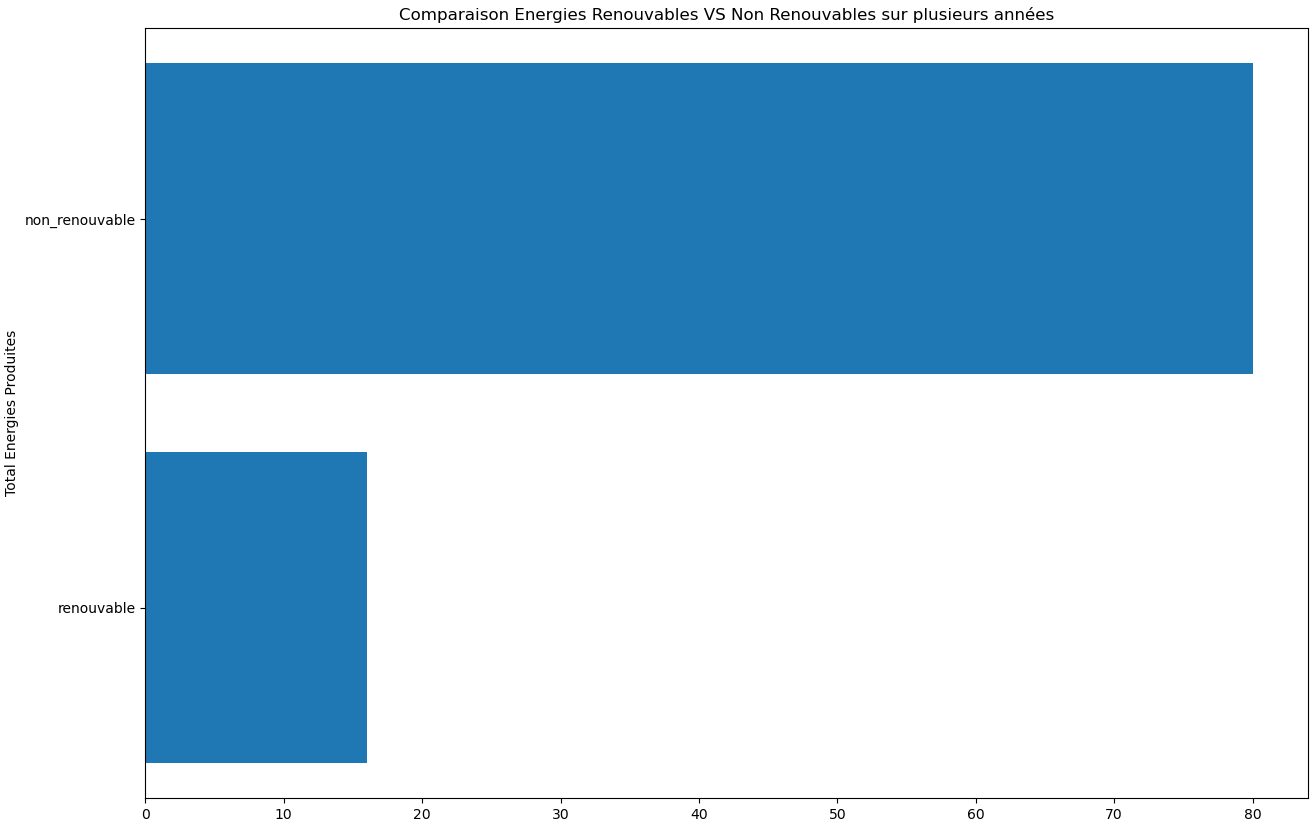 Comparaison Energies Renouvables VS Non Renouvables sur plusieurs années
Total Energies Produites
non_renouvable
renouvable
0 10 20 30 40 50 60 70 80